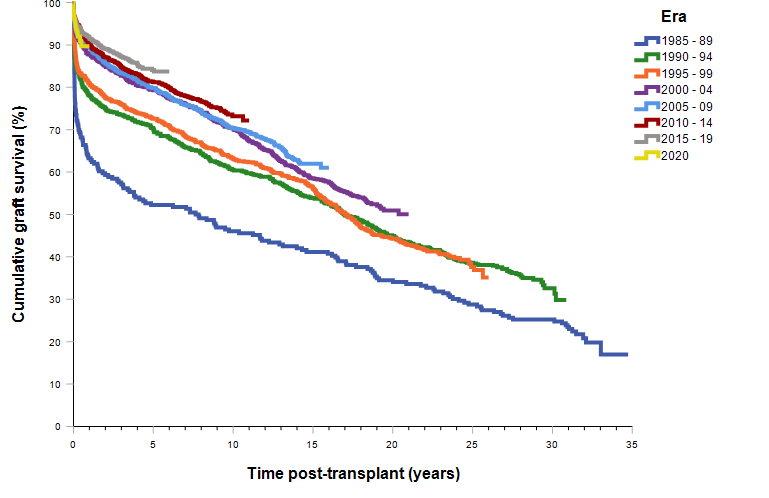 Era
1985 - 89
1990 - 94
1995 - 99
2000 - 04
2005 - 09
2010 - 14
2015 - 19
2020
Cumulative graft survival (%)
100
90
80
70
60
50
40
30
20
10
0
0 5 10 15 20 25 30 35
Time post-transplant (years)